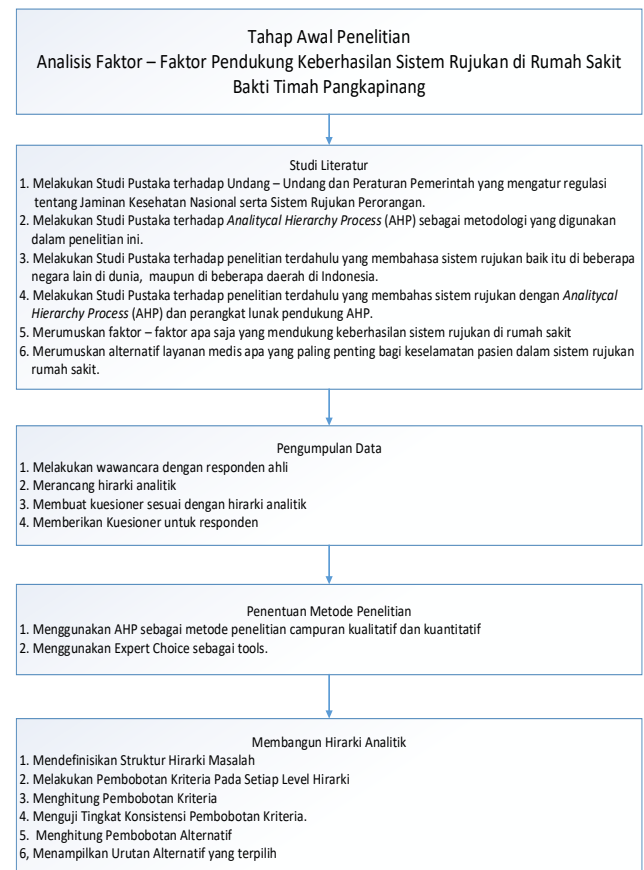 Tahap Awal Penelitian
Analisis Faktor – Faktor Pendukung Keberhasilan Sistem Rujukan di Rumah Sakit
Bakti Timah Pangkapinang
Studi Literatur
1. Melakukan Studi Pustaka terhadap Undang – Undang dan Peraturan Pemerintah yang mengatur regulasi
tentang Jaminan Kesehatan Nasional serta Sistem Rujukan Perorangan.
2. Melakukan Studi Pustaka terhadap Analitycal Hierarchy Process (AHP) sebagai metodologi yang digunakan
dalam penelitian ini.
3. Melakukan Studi Pustaka terhadap penelitian terdahulu yang membahasa sistem rujukan baik itu di beberapa
negara lain di dunia, maupun di beberapa daerah di Indonesia.
4. Melakukan Studi Pustaka terhadap penelitian terdahulu yang membahas sistem rujukan dengan Analitycal
Hierarchy Process (AHP) dan perangkat lunak pendukung AHP.
5. Merumuskan faktor – faktor apa saja yang mendukung keberhasilan sistem rujukan di rumah sakit
6. Merumuskan alternatif layanan medis apa yang paling penting bagi keselamatan pasien dalam sistem rujukan
rumah sakit.
Pengumpulan Data
1. Melakukan wawancara dengan responden ahli
2. Merancang hirarki analitik
3. Membuat kuesioner sesuai dengan hirarki analitik
4. Memberikan Kuesioner untuk responden
Penentuan Metode Penelitian
1. Menggunakan AHP sebagai metode penelitian campuran kualitatif dan kuantitatif
2. Menggunakan Expert Choice sebagai tools.
Membangun Hirarki Analitik
1. Mendefinisikan Struktur Hirarki Masalah
2. Melakukan Pembobotan Kriteria Pada Setiap Level Hirarki
3. Menghitung Pembobotan Kriteria
4. Menguji Tingkat Konsistensi Pembobotan Kriteria.
5. Menghitung Pembobotan Alternatif
6, Menampilkan Urutan Alternatif yang terpilih